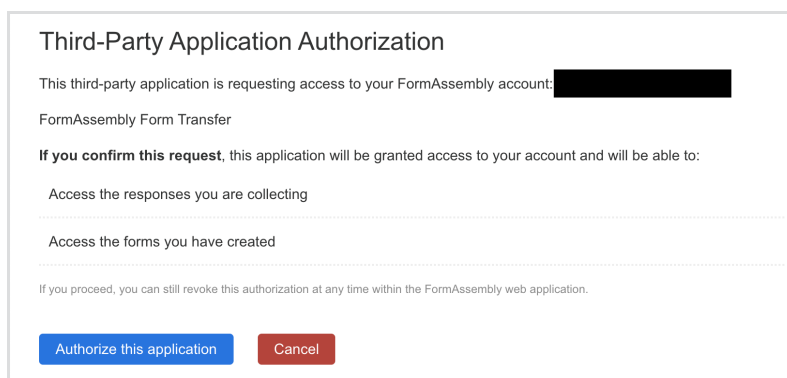 Third-Party Application Authorization
This third-party application is requesting access to your FormAssembly account:
FormAssembly Form Transfer
If you confirm this request, this application will be granted access to your account and will be able to:
Access the responses you are collecting
Access the forms you have created
If you proceed, you can still revoke this authorization at any time within the FormAssembly web application.
Authorize this application Cancel